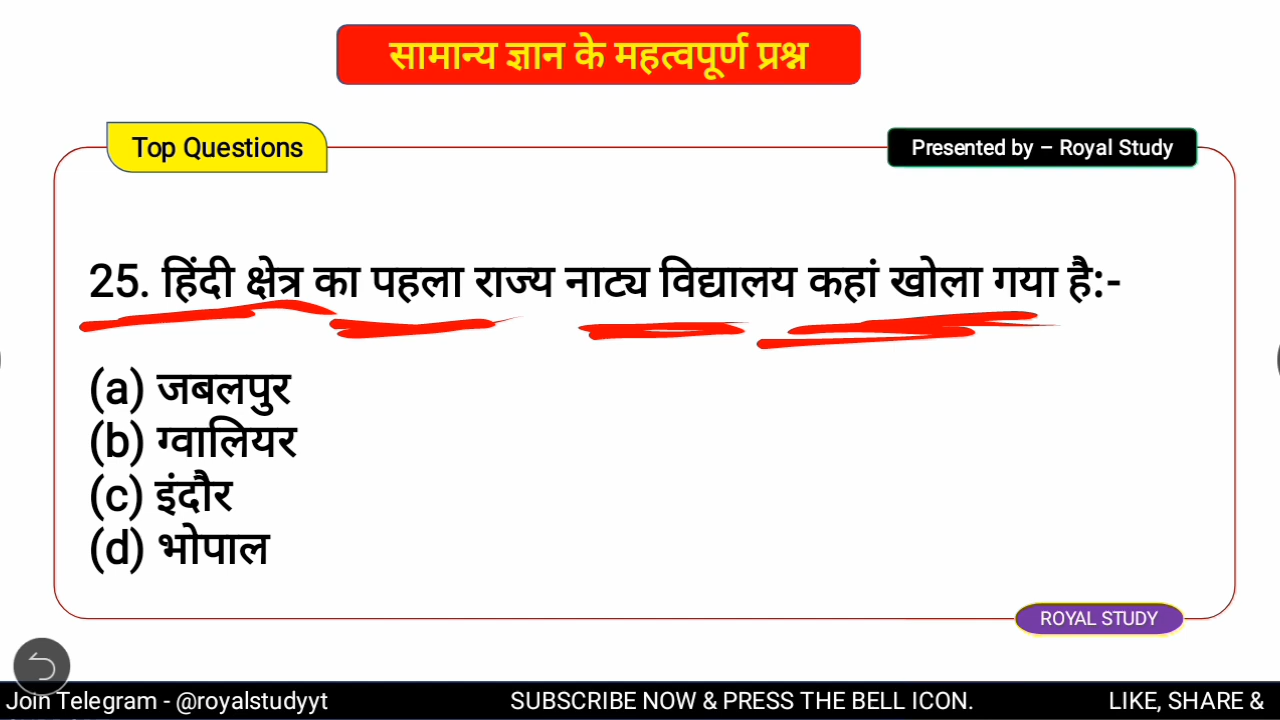 सामान्य ज्ञान के महत्वपूर्ण प्रश्न
Top Questions
Presented by – Royal Study
25. हिंदी क्षेत्र का पहला राज्य नाट्य विद्यालय कहां खोला गया है:-
(a) जबलपुर
(b) ग्वालियर
(c) इंदौर
(d) भोपाल
ROYAL STUDY
Join Telegram - @royalstudyyt
SUBSCRIBE NOW & PRESS THE BELL ICON.
LIKE, SHARE &